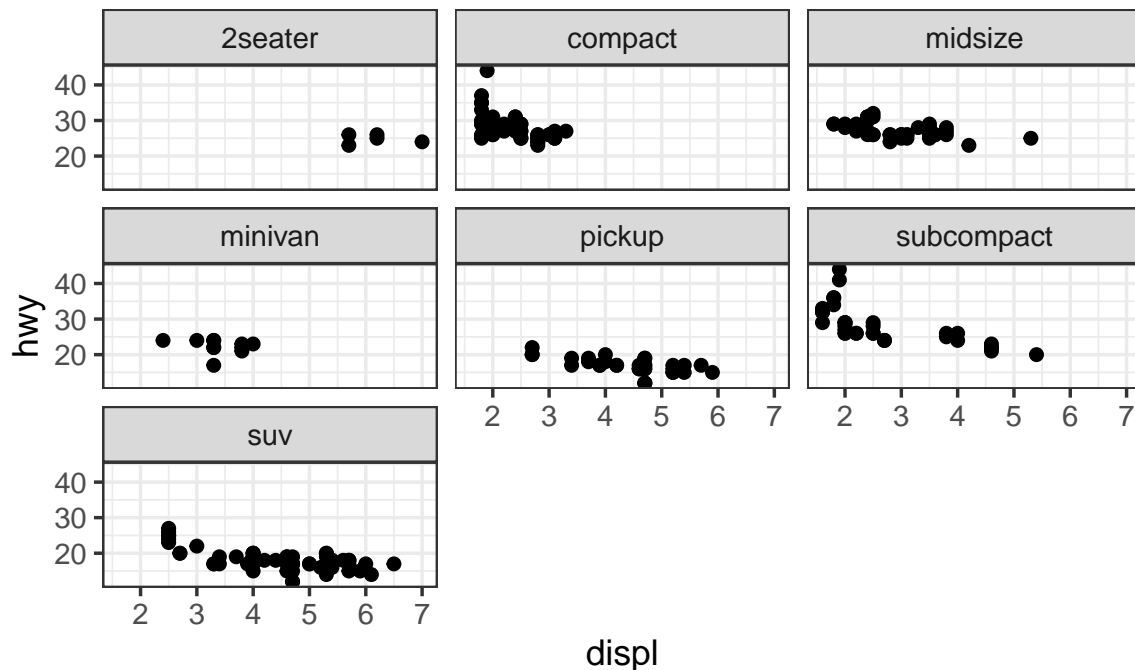 2seater compact midsize
40
30
20
minivan pickup subcompact
hwy
40
30
20
2 3 4 5 6 7 2 3 4 5 6 7
suv
40
30
20
2 3 4 5 6 7
displ